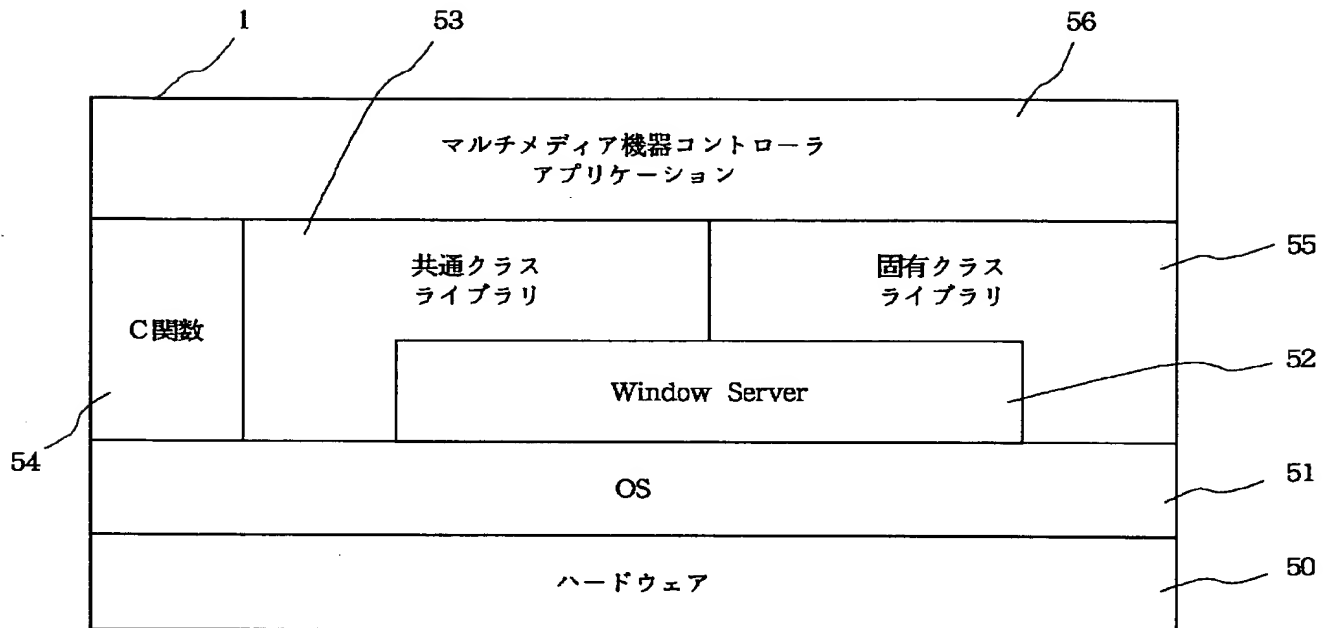 1
53
56
マルチメディア機器コントローラ
アプリケーション
共通クラス
ライブラリ
固有クラス
ライブラリ
55
C関数
Window Server
52
54
OS
51
ハードウェア
50